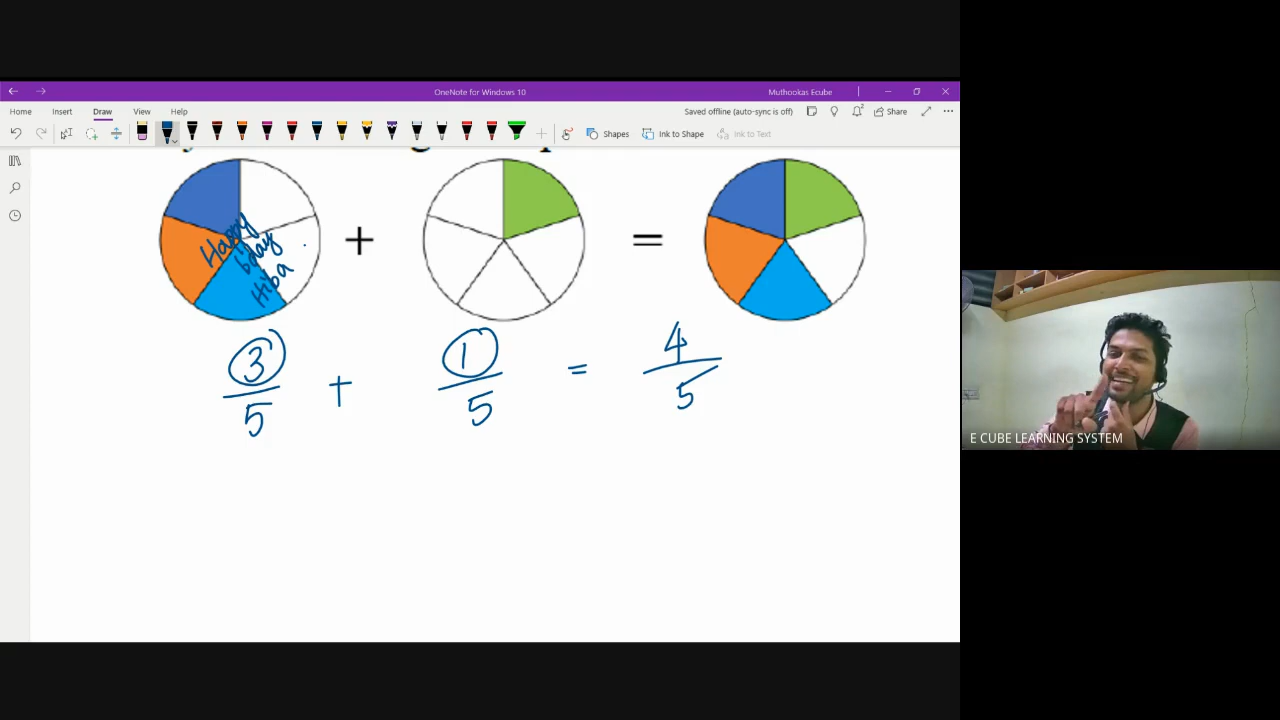 OneNote for Windows 10
Muthookas Ecube
Home Insert Draw View Help
Saved offline (auto-sync is off)
Share
Shapes
Ink to Shape
Ink to Text
+ =
Happy
bday
Hiba
3/5 + 1/5 = 4/5
E CUBE LEARNING SYSTEM